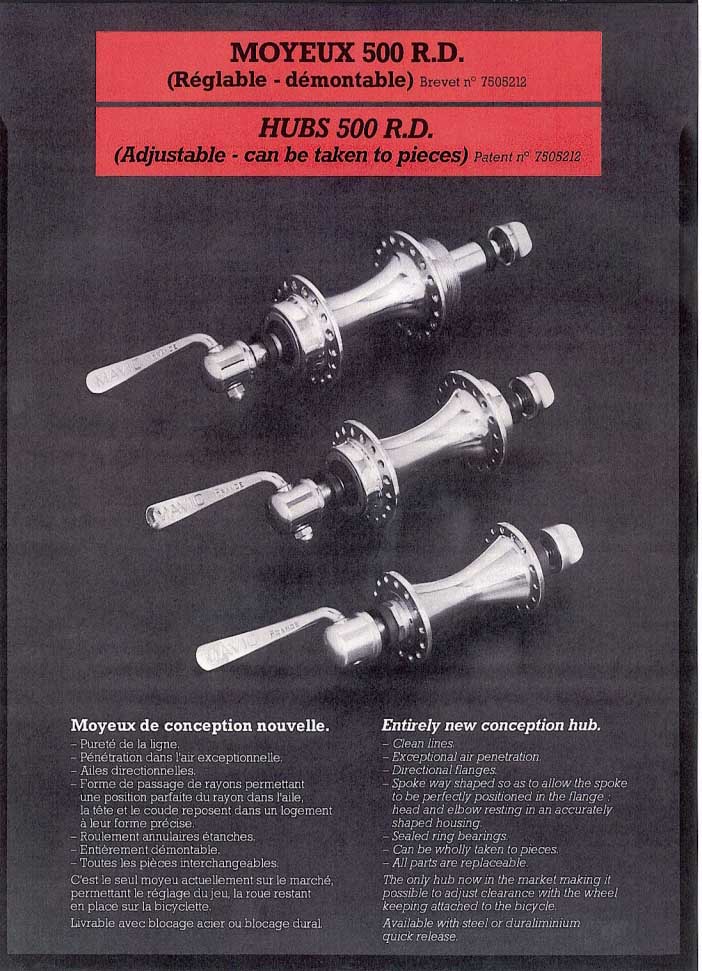 MOYEUX 500 R.D.
(Réglable - démontable) Brevet nº 7505212
HUBS 500 R.D.
(Adjustable - can be taken to pieces) Patent nº 7505212
MAVIC FRANCE
MAVIC FRANCE
MAVIC FRANCE
Moyeux de conception nouvelle.
– Pureté de la ligne.
– Pénétration dans l'air exceptionnelle.
– Ailes directionnelles.
– Forme de passage de rayons permettant
une position parfaite du rayon dans l'aile,
la tête et le coude reposent dans un logement
à leur forme précise.
– Roulement annulaires étanches.
– Entièrement démontable.
– Toutes les pièces interchangeables.
C'est le seul moyeu actuellement sur le marché,
permettant le réglage du jeu, la roue restant
en place sur la bicyclette.
Livrable avec blocage acier ou blocage dural.
Entirely new conception hub.
– Clean lines.
– Exceptional air penetration.
– Directional flanges.
– Spoke way shaped so as to allow the spoke
to be perfectly positioned in the flange ;
head and elbow resting in an accurately
shaped housing.
– Sealed ring bearings.
– Can be wholly taken to pieces.
– All parts are replaceable.
The only hub now in the market making it
possible to adjust clearance with the wheel
keeping attached to the bicycle.
Available with steel or duraliminium
quick release.